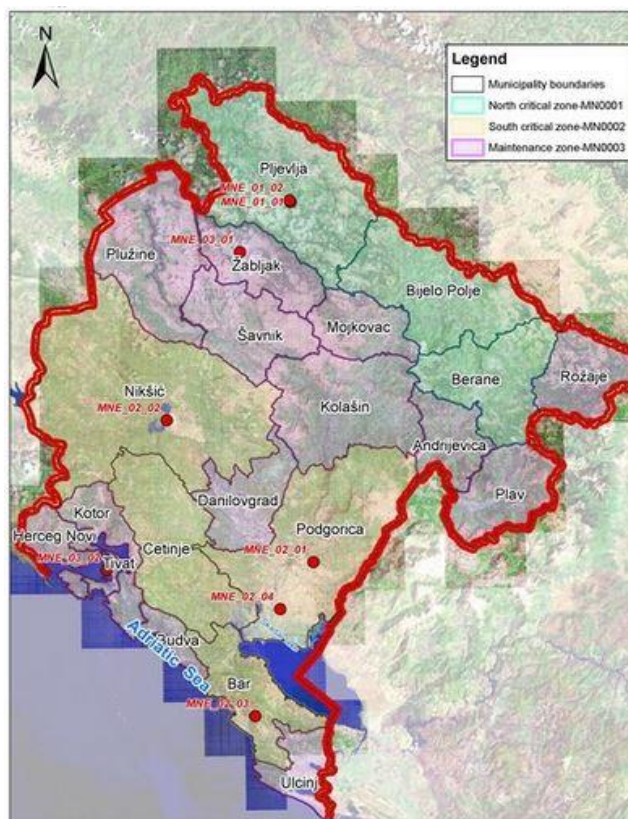 N
Legend
Municipality boundaries
North critical zone-MN0001
South critical zone-MN0002
Maintenance zone-MN0003
Pljevlja
MNE_01_02
MNE_01_01
MNE_03_01
Plužine
Žabljak
Bijelo Polje
Šavnik
Mojkovac
Nikšić
Berane
Rožaje
Kolašin
MNE_02_02
Andrijevica
Danilovgrad
Plav
Kotor
Podgorica
Herceg Novi
Cetinje
MNE_03_02
Tivat
MNE_02_01
MNE_02_04
Budva
Adriatic Sea
Bar
MNE_02_03
Ulcinj